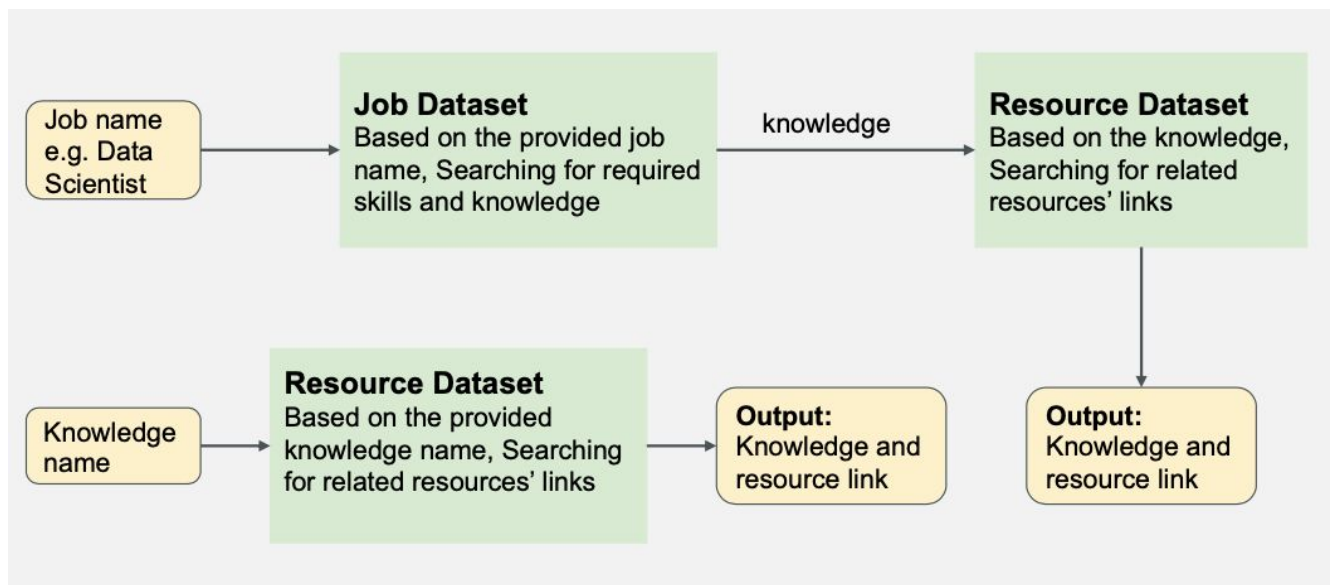 Job name
e.g. Data
Scientist
Job Dataset
Based on the provided job
name, Searching for required
skills and knowledge
knowledge
Resource Dataset
Based on the knowledge,
Searching for related
resources’ links
Knowledge
name
Resource Dataset
Based on the provided
knowledge name, Searching
for related resources’ links
Output:
Knowledge and
resource link
Output:
Knowledge and
resource link